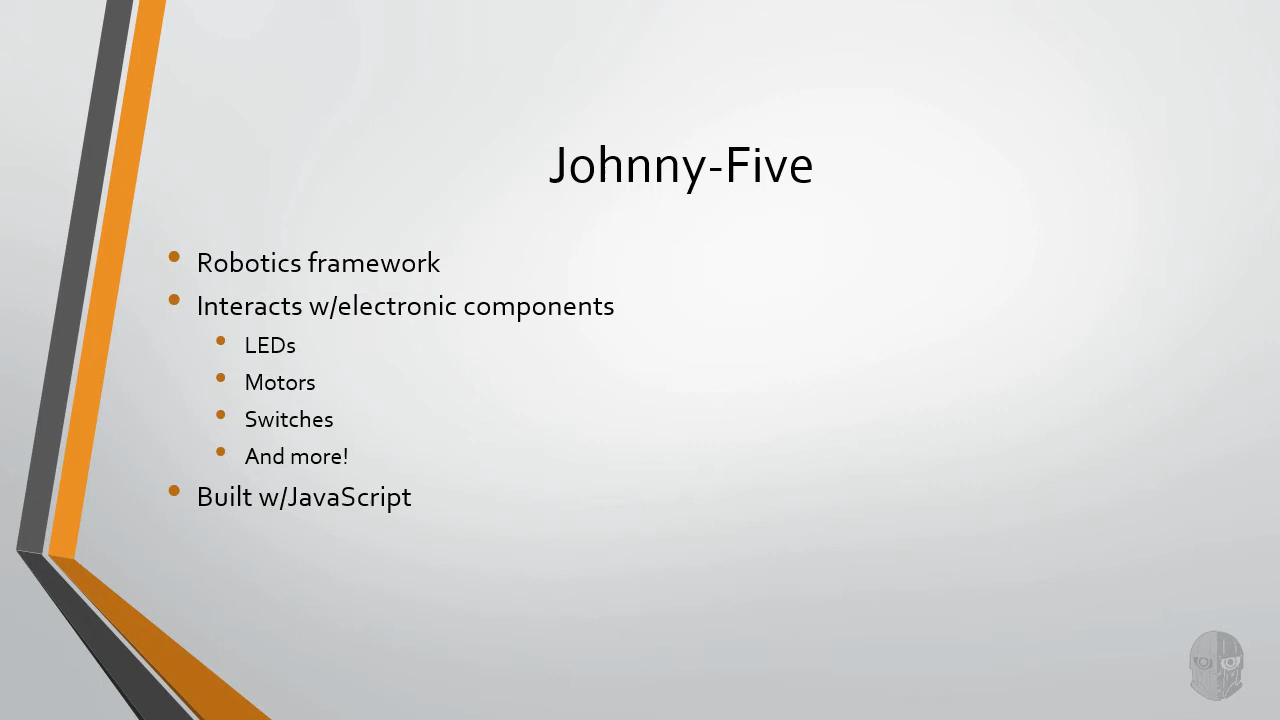 Johnny-Five
Robotics framework
Interacts w/electronic components
LEDs
Motors
Switches
And more!
Built w/JavaScript